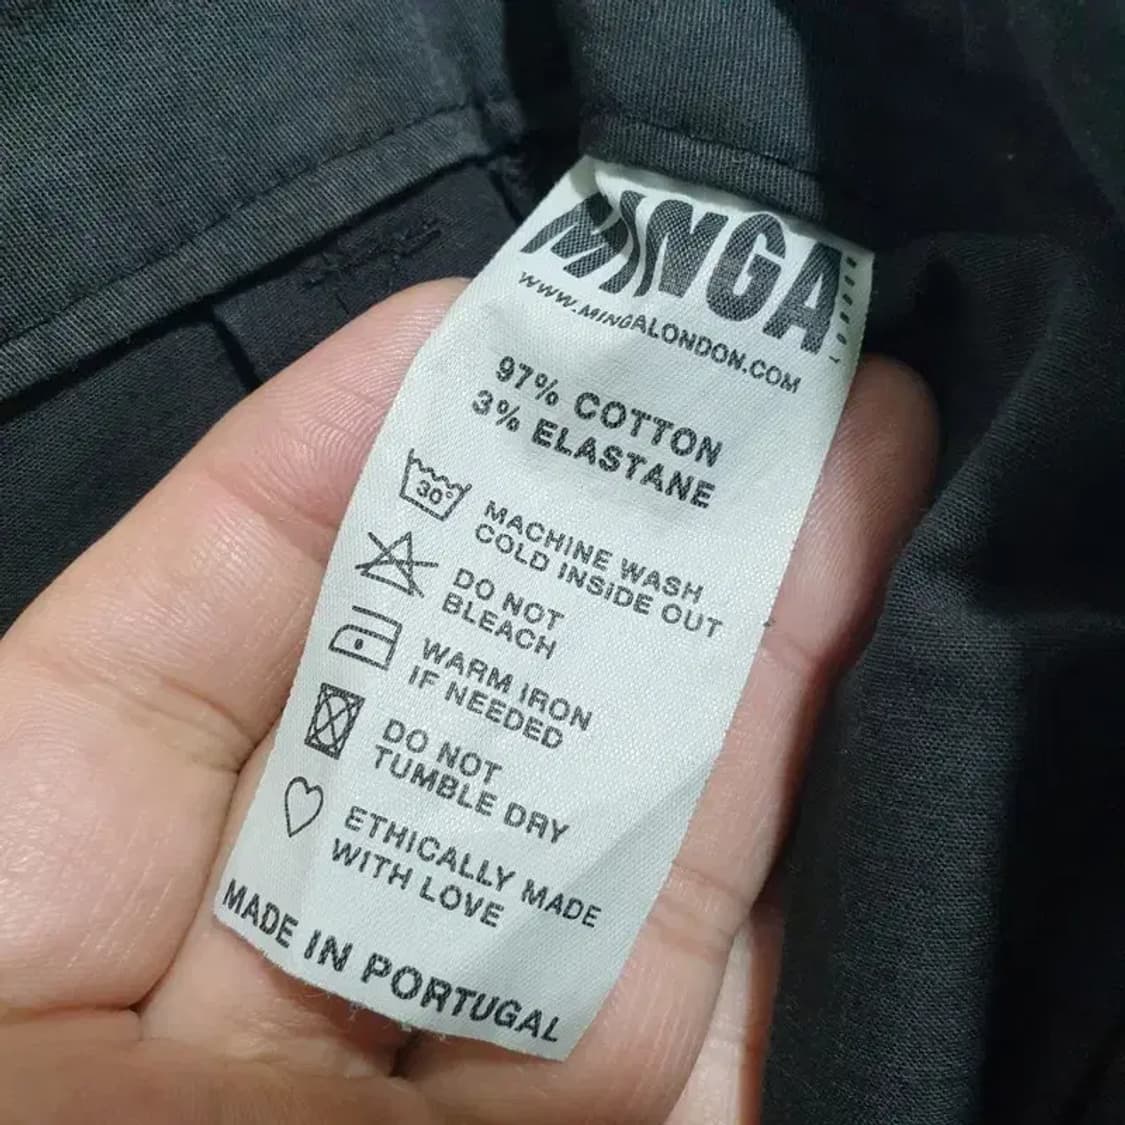 MINGA
WWW.MINGALONDON.COM
97% COTTON
3% ELASTANE
30°
MACHINE WASH
COLD INSIDE OUT
DO NOT
BLEACH
WARM IRON
IF NEEDED
DO NOT
TUMBLE DRY
ETHICALLY MADE
WITH LOVE
MADE IN PORTUGAL